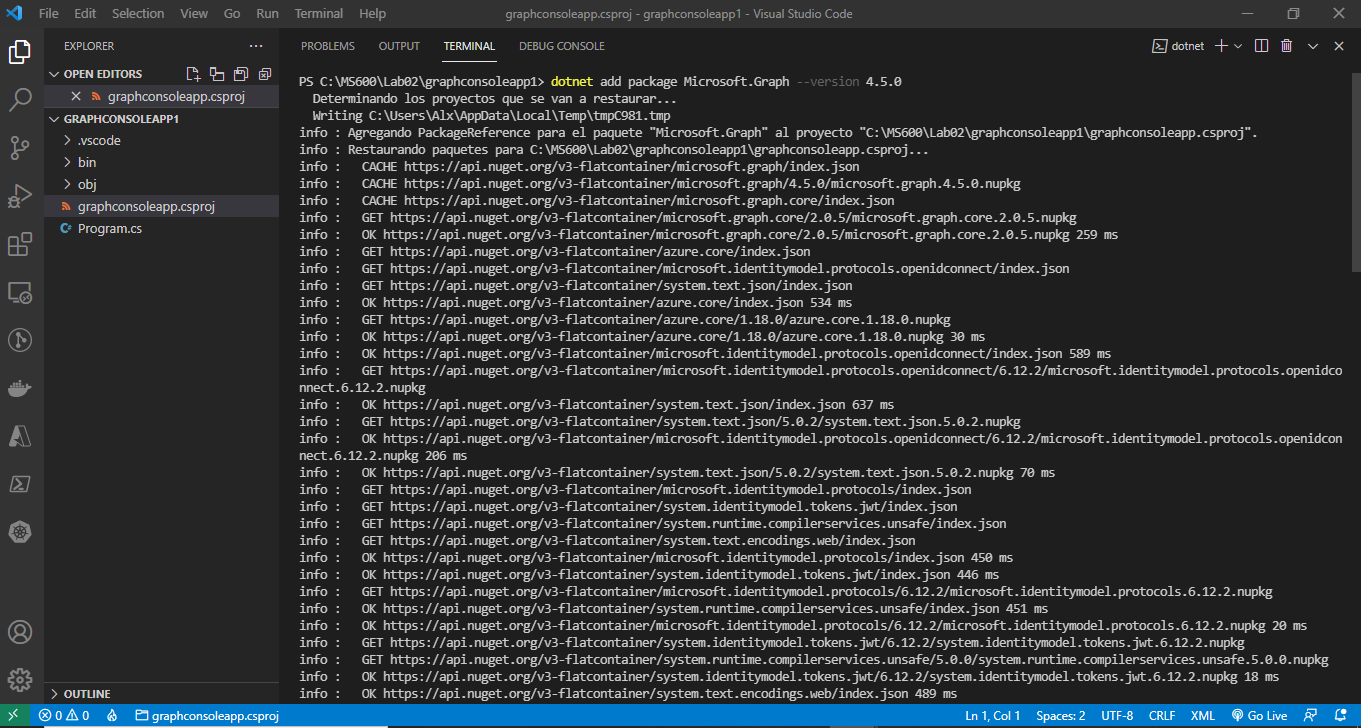 File Edit Selection View Go Run Terminal Help
graphconsoleapp.csproj - graphconsoleapp1 - Visual Studio Code
EXPLORER
OPEN EDITORS
graphconsoleapp.csproj
GRAPHCONSOLEAPP1
.vscode
bin
obj
graphconsoleapp.csproj
Program.cs
OUTLINE
PROBLEMS OUTPUT TERMINAL DEBUG CONSOLE
dotnet
PS C:\MS600\Lab02\graphconsoleapp1> dotnet add package Microsoft.Graph --version 4.5.0
Determinando los proyectos que se van a restaurar...
Writing C:\Users\Alx\AppData\Local\Temp\tmpC981.tmp
info : Agregando PackageReference para el paquete "Microsoft.Graph" al proyecto "C:\MS600\Lab02\graphconsoleapp1\graphconsoleapp.csproj".
info : Restaurando paquetes para C:\MS600\Lab02\graphconsoleapp1\graphconsoleapp.csproj...
info :   CACHE https://api.nuget.org/v3-flatcontainer/microsoft.graph/index.json
info :   CACHE https://api.nuget.org/v3-flatcontainer/microsoft.graph/4.5.0/microsoft.graph.4.5.0.nupkg
info :   CACHE https://api.nuget.org/v3-flatcontainer/microsoft.graph.core/index.json
info :   GET https://api.nuget.org/v3-flatcontainer/microsoft.graph.core/2.0.5/microsoft.graph.core.2.0.5.nupkg
info :   OK https://api.nuget.org/v3-flatcontainer/microsoft.graph.core/2.0.5/microsoft.graph.core.2.0.5.nupkg 259 ms
info :   GET https://api.nuget.org/v3-flatcontainer/azure.core/index.json
info :   GET https://api.nuget.org/v3-flatcontainer/microsoft.identitymodel.protocols.openidconnect/index.json
info :   GET https://api.nuget.org/v3-flatcontainer/system.text.json/index.json
info :   OK https://api.nuget.org/v3-flatcontainer/azure.core/index.json 534 ms
info :   GET https://api.nuget.org/v3-flatcontainer/azure.core/1.18.0/azure.core.1.18.0.nupkg
info :   OK https://api.nuget.org/v3-flatcontainer/azure.core/1.18.0/azure.core.1.18.0.nupkg 30 ms
info :   OK https://api.nuget.org/v3-flatcontainer/microsoft.identitymodel.protocols.openidconnect/index.json 589 ms
info :   GET https://api.nuget.org/v3-flatcontainer/microsoft.identitymodel.protocols.openidconnect/6.12.2/microsoft.identitymodel.protocols.openidco
nnect.6.12.2.nupkg
info :   OK https://api.nuget.org/v3-flatcontainer/system.text.json/index.json 637 ms
info :   GET https://api.nuget.org/v3-flatcontainer/system.text.json/5.0.2/system.text.json.5.0.2.nupkg
info :   OK https://api.nuget.org/v3-flatcontainer/microsoft.identitymodel.protocols.openidconnect/6.12.2/microsoft.identitymodel.protocols.openidcon
nect.6.12.2.nupkg 206 ms
info :   OK https://api.nuget.org/v3-flatcontainer/system.text.json/5.0.2/system.text.json.5.0.2.nupkg 70 ms
info :   GET https://api.nuget.org/v3-flatcontainer/microsoft.identitymodel.protocols/index.json
info :   GET https://api.nuget.org/v3-flatcontainer/system.identitymodel.tokens.jwt/index.json
info :   GET https://api.nuget.org/v3-flatcontainer/system.runtime.compilerservices.unsafe/index.json
info :   GET https://api.nuget.org/v3-flatcontainer/system.text.encodings.web/index.json
info :   OK https://api.nuget.org/v3-flatcontainer/microsoft.identitymodel.protocols/index.json 450 ms
info :   OK https://api.nuget.org/v3-flatcontainer/system.identitymodel.tokens.jwt/index.json 446 ms
info :   GET https://api.nuget.org/v3-flatcontainer/microsoft.identitymodel.protocols/6.12.2/microsoft.identitymodel.protocols.6.12.2.nupkg
info :   OK https://api.nuget.org/v3-flatcontainer/system.runtime.compilerservices.unsafe/index.json 451 ms
info :   OK https://api.nuget.org/v3-flatcontainer/microsoft.identitymodel.protocols/6.12.2/microsoft.identitymodel.protocols.6.12.2.nupkg 20 ms
info :   GET https://api.nuget.org/v3-flatcontainer/system.identitymodel.tokens.jwt/6.12.2/system.identitymodel.tokens.jwt.6.12.2.nupkg
info :   GET https://api.nuget.org/v3-flatcontainer/system.runtime.compilerservices.unsafe/5.0.0/system.runtime.compilerservices.unsafe.5.0.0.nupkg
info :   OK https://api.nuget.org/v3-flatcontainer/system.identitymodel.tokens.jwt/6.12.2/system.identitymodel.tokens.jwt.6.12.2.nupkg 18 ms
info :   OK https://api.nuget.org/v3-flatcontainer/system.text.encodings.web/index.json 489 ms
0 0 graphconsoleapp.csproj Ln 1, Col 1 Spaces: 2 UTF-8 CRLF XML Go Live